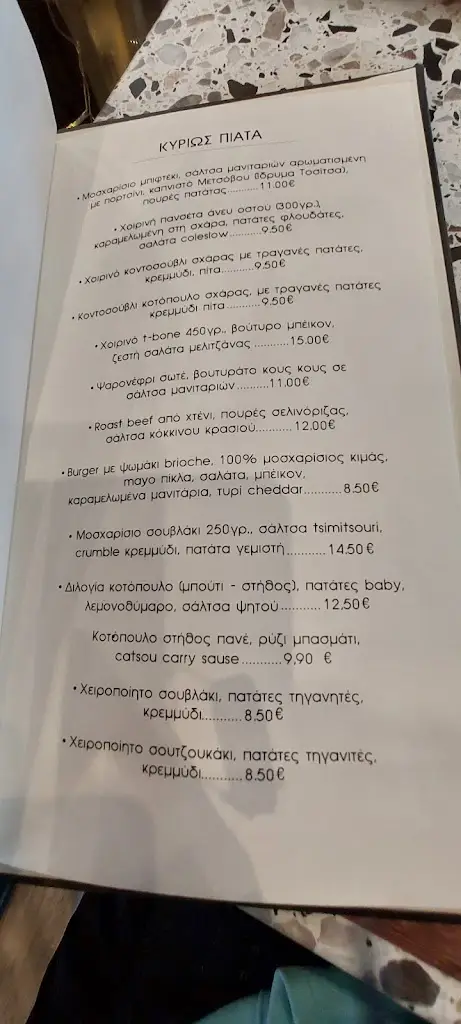 ΚΥΡΙΩΣ ΠΙΑΤΑ
• Μοσχαρίσιο μπιφτέκι, σάλτσα μανιταριών αρωματισμένη
με πορτσίνι, καπνιστό Μετσόβου (Ίδρυμα Τοσίτσα),
πουρές πατάτας...........11.00€
• Χοιρινή πανσέτα άνευ οστού (300γρ.),
καραμελωμένη στη σχάρα, πατάτες φλούδάτες,
σαλάτα coleslow..........9.50€
• Χοιρινό κοντοσούβλι σχάρας με τραγανές πατάτες,
κρεμμύδι, πίτα...........9.50€
• Κοντοσούβλι κοτόπουλο σχάρας, με τραγανές πατάτες
κρεμμύδι πίτα...........9.50€
• Χοιρινό t-bone 450γρ., βούτυρο μπέικον,
ζεστή σαλάτα μελιτζάνας ...........15.00€
• Ψαρονέφρι σωτέ, βουτυράτο κους κους σε
σάλτσα μανιταριών..........11.00€
• Roast beef από χτένι, πουρές σελινόριζας,
σάλτσα κόκκινου κρασιού........... 12.00€
• Burger με ψωμάκι brioche, 100% μοσχαρίσιος κιμάς,
mayo πίκλα, σαλάτα, μπέικον,
καραμελωμένα μανιτάρια, τυρί cheddar...........8.50€
• Μοσχαρίσιο σουβλάκι 250γρ., σάλτσα tsimitsouri,
crumble κρεμμύδι, πατάτα γεμιστή........... 14.50€
• Διλογία κοτόπουλο (μπούτι - στήθος), πατάτες baby,
λεμονοθύμαρο, σάλτσα ψητού........... 12.50€
Κοτόπουλο στήθος πανέ, ρύζι μπασμάτι,
catsou carry sause...........9,90 €
• Χειροποίητο σουβλάκι, πατάτες τηγανητές,
κρεμμύδι...........8.50€
• Χειροποίητο σουτζουκάκι, πατάτες τηγανιτές,
κρεμμύδι...........8.50€